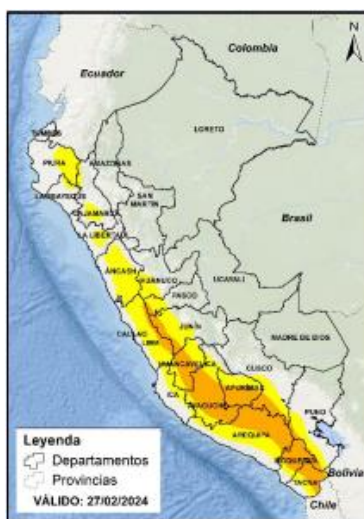 N
Colombia
Ecuador
TUMBES
LORETO
PIURA
AMAZONAS
LAMBAYEQUE
CAJAMARCA
SAN
MARTIN
Brasil
LA LIBERTAD
ANCASH
HUANUCO
UCAYALI
PASCO
JUNIN
CALLAO
LIMA
MADRE DE DIOS
HUANCAVELICA
CUSCO
APURIMAC
ICA
AYACUCHO
PUNO
AREQUIPA
MOQUEGUA
Bolivia
TACNA
Chile
Leyenda
Departamentos
Provincias
VÁLIDO: 27/02/2024